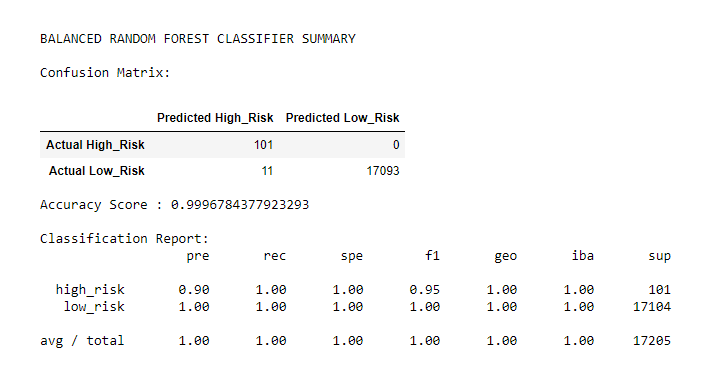 BALANCED RANDOM FOREST CLASSIFIER SUMMARY
Confusion Matrix:
Predicted High_Risk Predicted Low_Risk
Actual High_Risk 101 0
Actual Low_Risk 11 17093
Accuracy Score : 0.9996784377923293
Classification Report:
pre rec spe f1 geo iba sup
high_risk 0.90 1.00 1.00 0.95 1.00 1.00 101
low_risk 1.00 1.00 1.00 1.00 1.00 1.00 17104
avg / total 1.00 1.00 1.00 1.00 1.00 1.00 17205